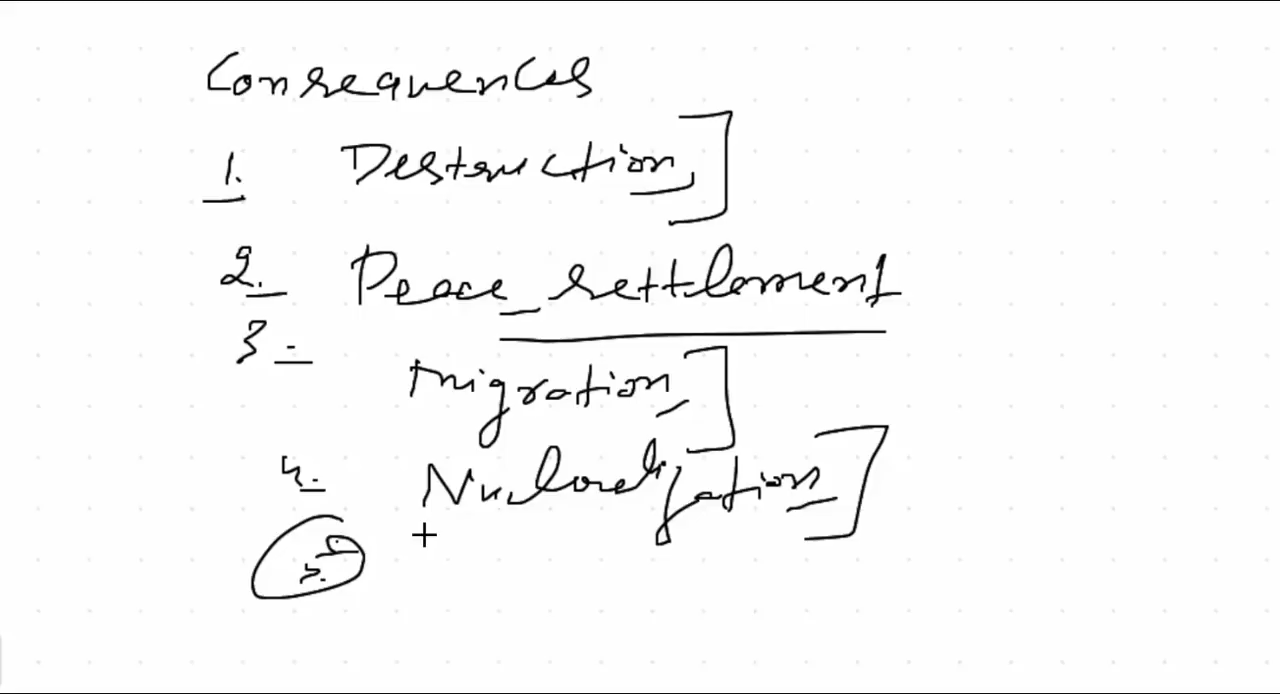 Consequences
1. Destruction
2. Peace settlement
3.
migration
4. Nuclearization
5.